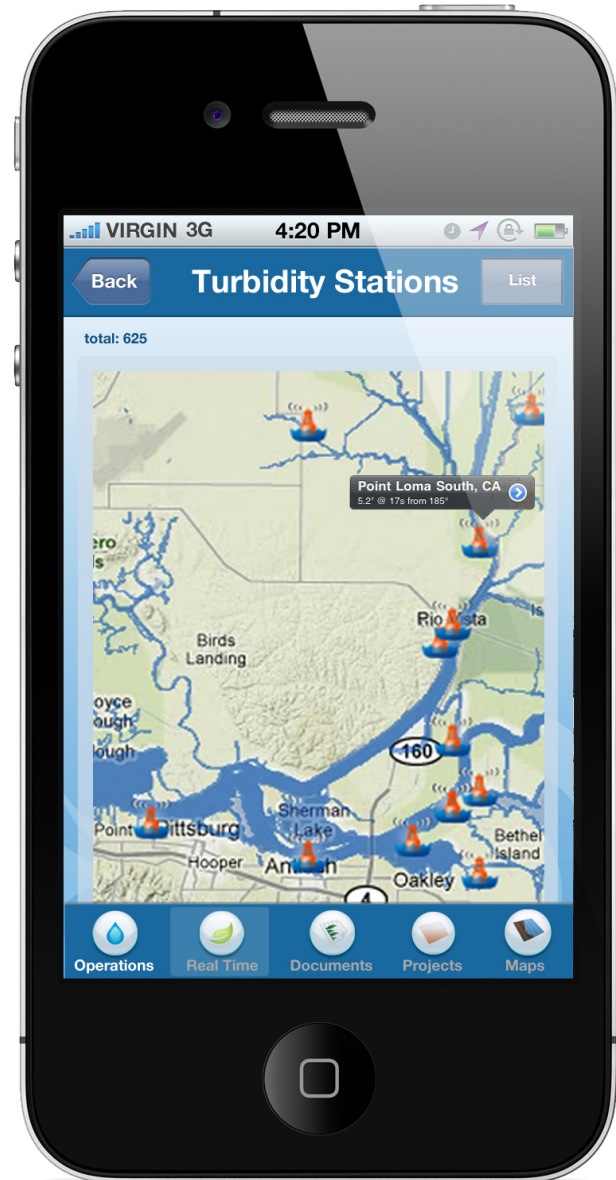 VIRGIN 3G 4:20 PM
Back Turbidity Stations List
total: 625
Point Loma South, CA
5.2' @ 17s from 185°
Rio Vista
Birds
Landing
160
Sherman
Lake
Point
Pittsburg
Bethel
Island
Hooper
Antioch
Oakley
4
Operations Real Time Documents Projects Maps